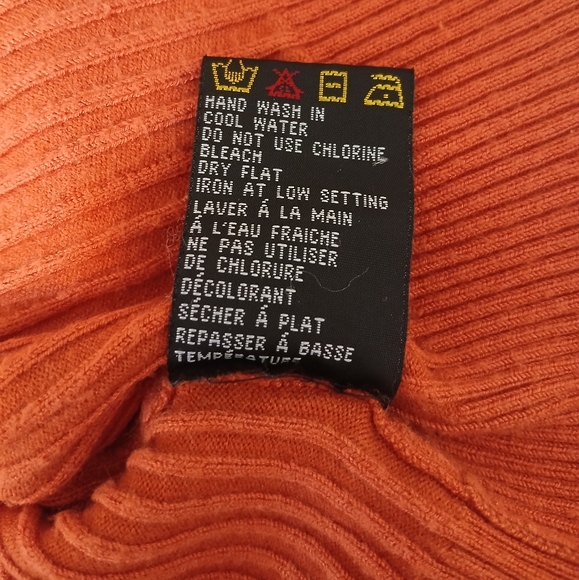 HAND WASH IN
COOL WATER
DO NOT USE CHLORINE
BLEACH
DRY FLAT
IRON AT LOW SETTING
LAVER Á LA MAIN
Á L'EAU FRAICHE
NE PAS UTILISER
DE CHLORURE
DÉCOLORANT
SÉCHER Á PLAT
REPASSER Á BASSE
TEMPÉRATURE